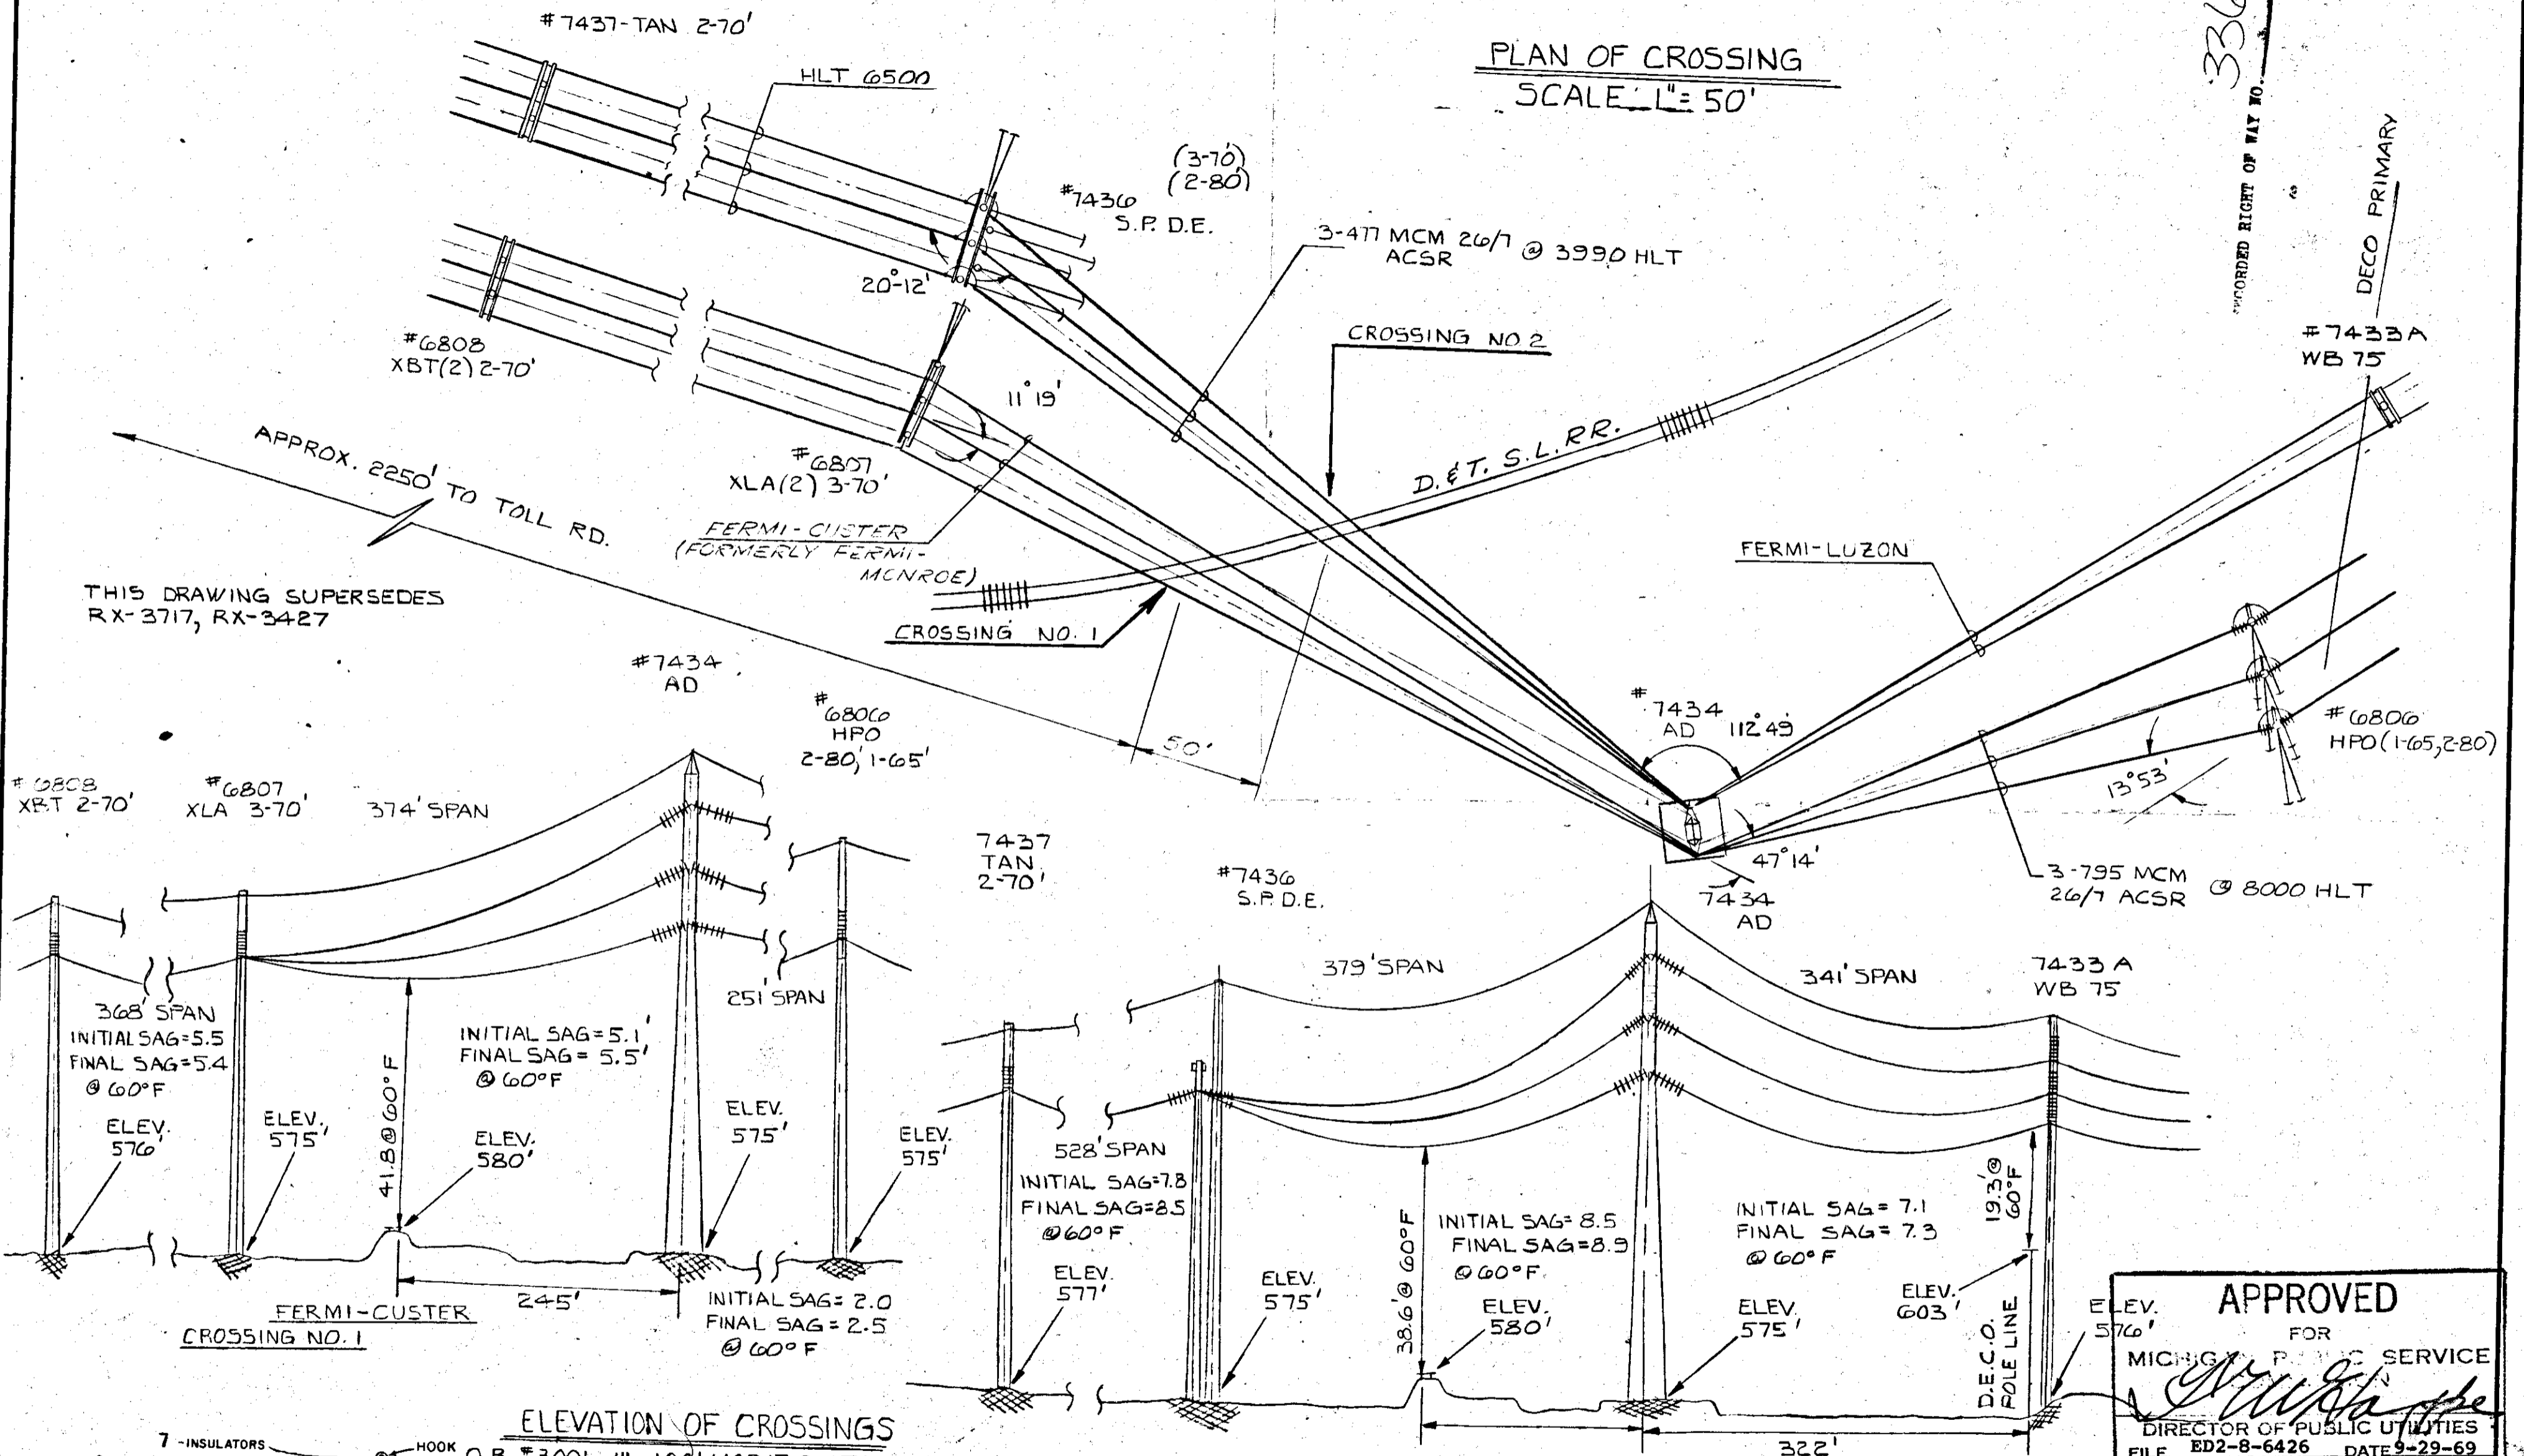 #7437-TAN 2-70'
HLT 6500
PLAN OF CROSSING
SCALE 1"= 50'
336
RECORDED RIGHT OF WAY NO.
DECO PRIMARY
(3-70')
(2-80')
#7436
S.P. D.E.
20°-12'
3-477 MCM 26/7 @ 3990 HLT
ACSR
CROSSING NO 2
#7433A
WB 75
#6808
XBT(2) 2-70'
11°19'
#6807
XLA(2) 3-70'
D. & T. S.L. RR.
APPROX. 2250' TO TOLL RD.
FERMI-CUSTER
(FORMERLY FERMI-
MONROE)
FERMI-LUZON
THIS DRAWING SUPERSEDES
RX-3717, RX-3427
CROSSING NO. 1
50'
#7434
AD
112°49'
#6806
HPO (1-65, 2-80)
13°53'
47°14'
3-795 MCM
26/7 ACSR @ 8000 HLT
#6808
XBT 2-70'
#6807
XLA 3-70'
374' SPAN
#7434
AD
#6806
HPO
2-80', 1-65'
368' SPAN
INITIAL SAG=5.5
FINAL SAG=5.4
@ 60°F
INITIAL SAG=5.1'
FINAL SAG= 5.5'
@ 60°F
251' SPAN
41.8 @ 60°F
ELEV.
576'
ELEV.
575'
ELEV.
580'
ELEV.
575'
ELEV.
575'
245'
INITIAL SAG= 2.0
FINAL SAG= 2.5
@ 60°F
FERMI-CUSTER
CROSSING NO. 1
7437
TAN
2-70'
#7436
S.P. D.E.
7434
AD
379' SPAN
341' SPAN
7433 A
WB 75
528' SPAN
INITIAL SAG=7.8
FINAL SAG=8.5
@ 60°F
38.6' @ 60°F
INITIAL SAG= 8.5
FINAL SAG=8.9
@ 60°F
INITIAL SAG= 7.1
FINAL SAG= 7.3
@ 60°F
19.3' @
60°F
ELEV.
577'
ELEV.
575'
ELEV.
580'
ELEV.
575'
ELEV.
603'
D.E.C.O.
POLE LINE
ELEV.
576'
322'
ELEVATION OF CROSSINGS
7 -INSULATORS
HOOK
APPROVED
FOR
SERVICE
DIRECTOR OF PUBLIC UTILITIES
FILE ED2-8-6426 DATE 9-29-69